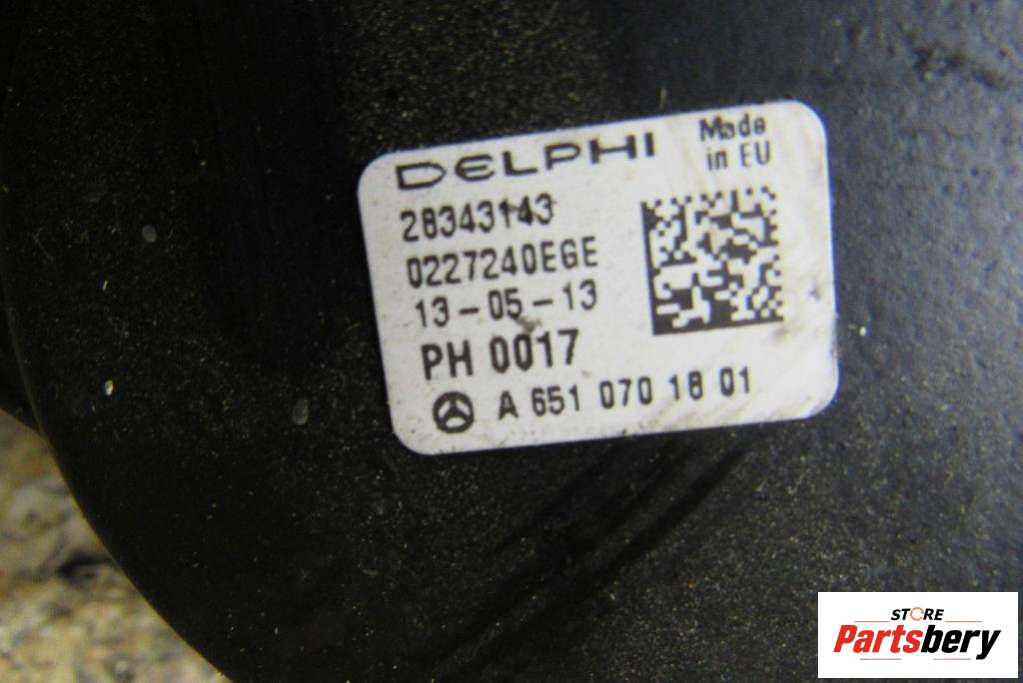 DELPHI
Made
in EU
28343143
0227240EGE
13-05-13
PH 0017
A 651 070 18 01
STORE
Partsbery